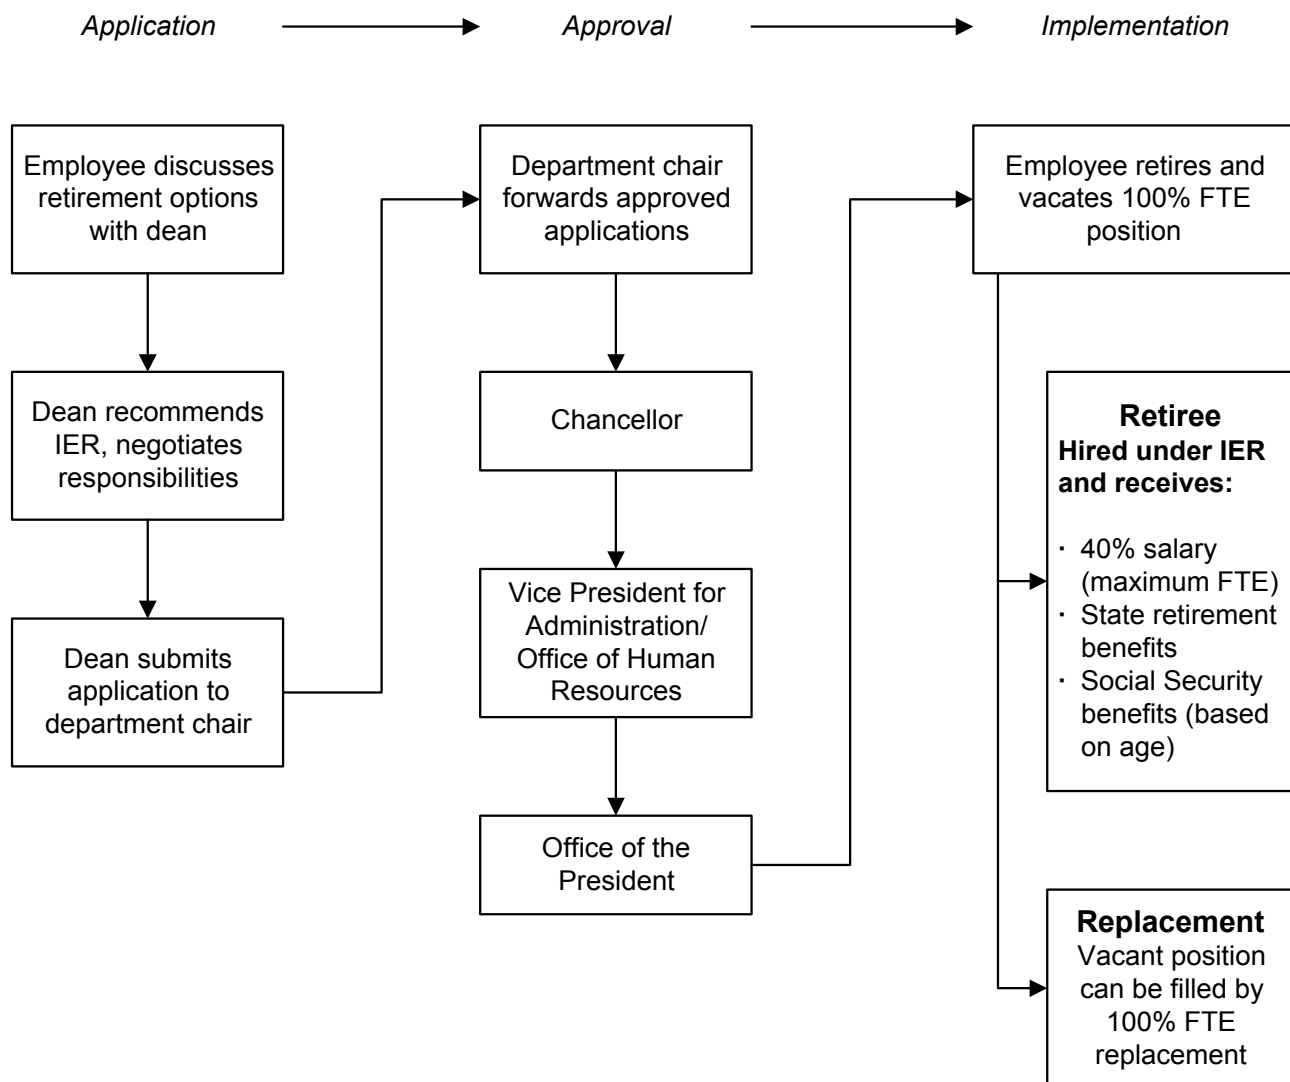 Application
Approval
Implementation
Employee discusses
retirement options
with dean
Dean recommends
IER, negotiates
responsibilities
Dean submits
application to
department chair
Department chair
forwards approved
applications
Chancellor
Vice President for
Administration/
Office of Human
Resources
Office of the
President
Employee retires and
vacates 100% FTE
position
Retiree
Hired under IER
and receives:
· 40% salary
(maximum FTE)
· State retirement
benefits
· Social Security
benefits (based
on age)
Replacement
Vacant position
can be filled by
100% FTE
replacement